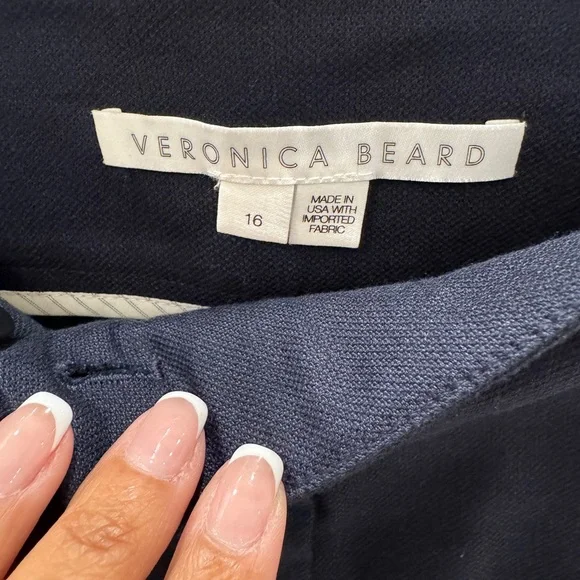 VERONICA BEARD
16
MADE IN
USA WITH
IMPORTED
FABRIC